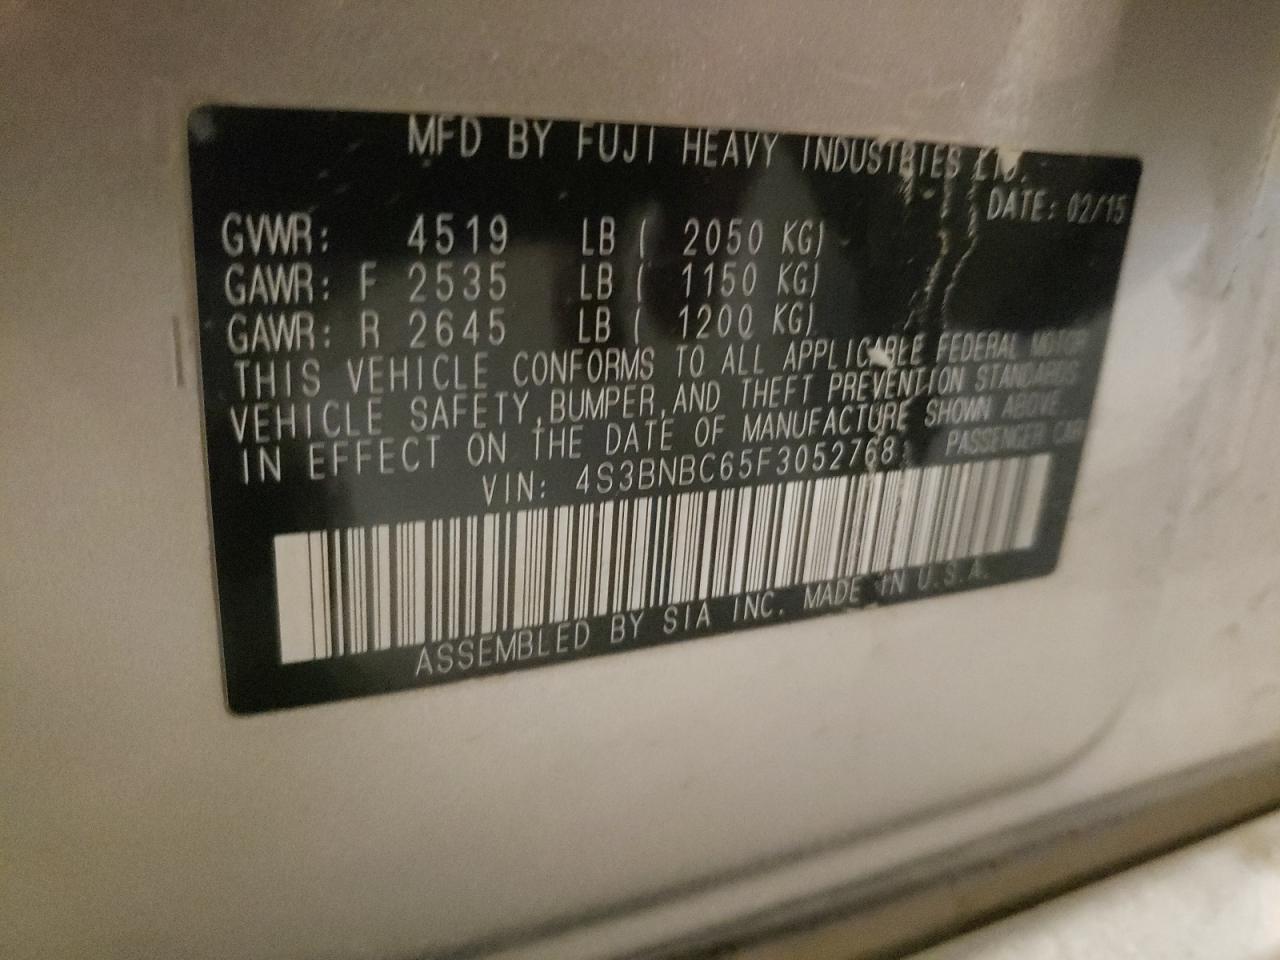 MFD BY FUJI HEAVY INDUSTRIES LTD.
DATE: 02/15
GVWR: 4519 LB ( 2050 KG)
GAWR: F 2535 LB ( 1150 KG)
GAWR: R 2645 LB ( 1200 KG)
THIS VEHICLE CONFORMS TO ALL APPLICABLE FEDERAL MOTOR
VEHICLE SAFETY,BUMPER,AND THEFT PREVENTION STANDARDS
IN EFFECT ON THE DATE OF MANUFACTURE SHOWN ABOVE.
VIN: 4S3BNBC65F3052768 PASSENGER CAR
ASSEMBLED BY SIA INC. MADE IN U.S.A.